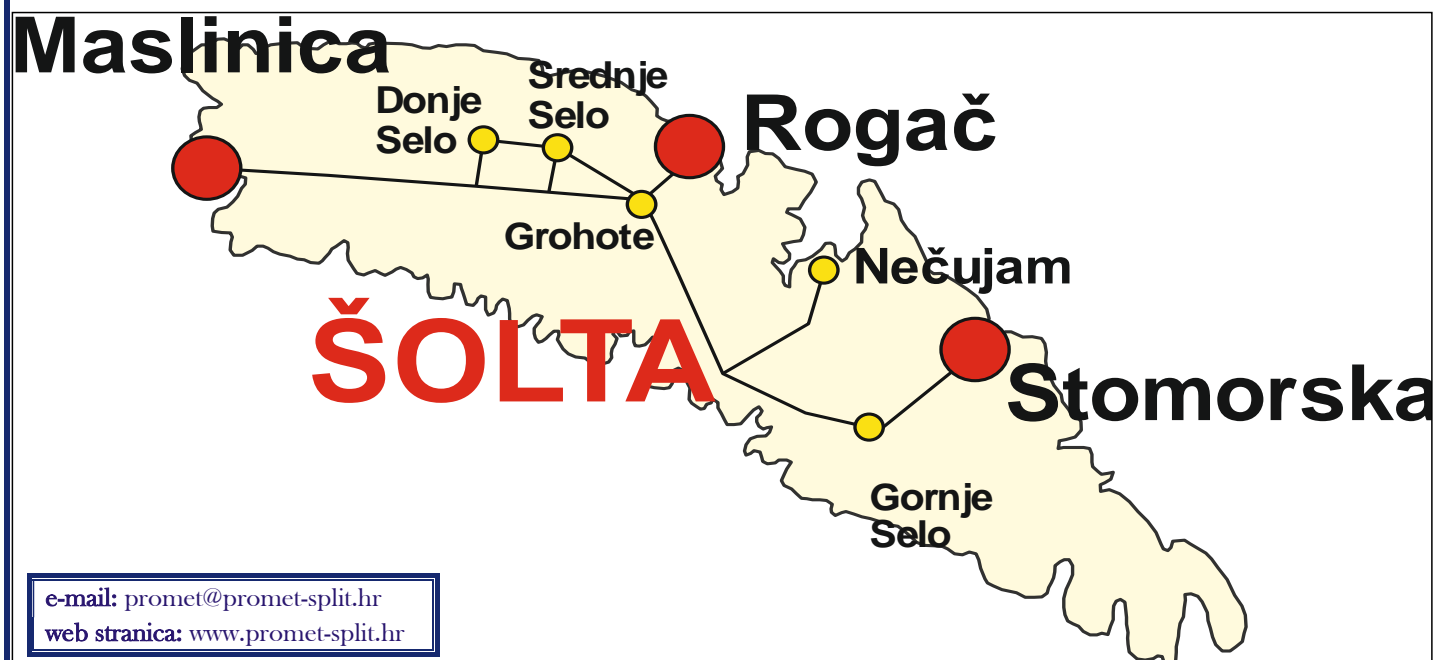 Maslinica
Donje
Selo
Srednje
Selo
Rogač
Grohote
Nečujam
ŠOLTA
Stomorska
Gornje
Selo
e-mail: promet@promet-split.hr
web stranica: www.promet-split.hr